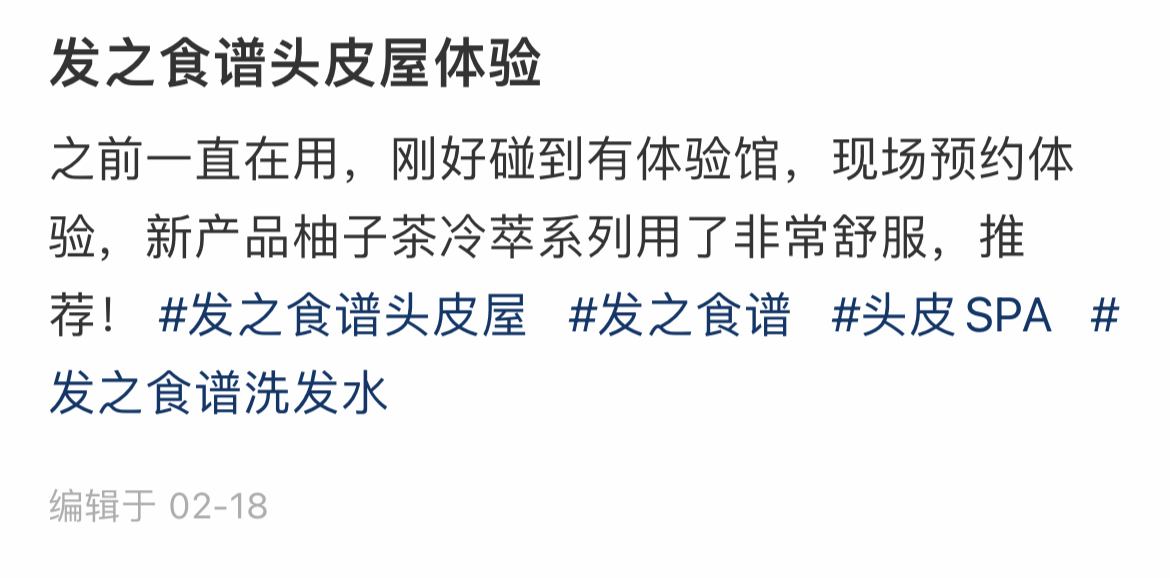 发之食谱头皮屋体验
之前一直在用，刚好碰到有体验馆，现场预约体
验，新产品柚子茶冷萃系列用了非常舒服，推
荐！ #发之食谱头皮屋 #发之食谱 #头皮SPA #
发之食谱洗发水
编辑于 02-18